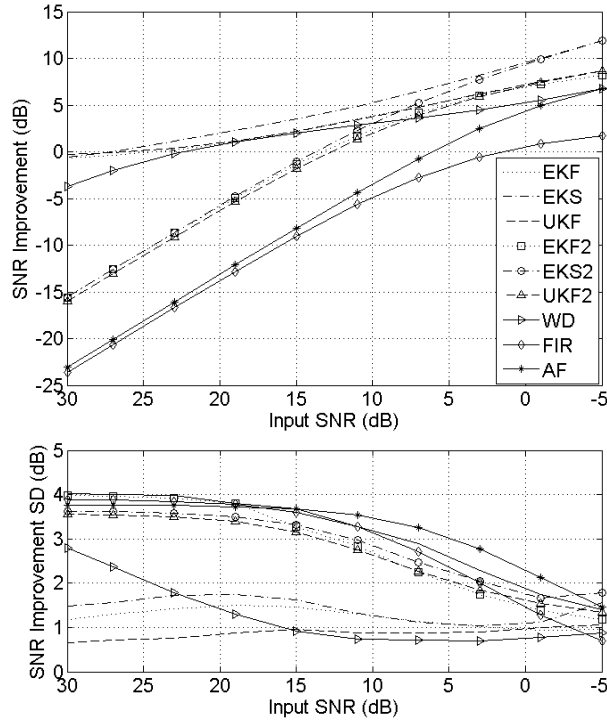 15
10
5
0
-5
-10
-15
-20
-25
SNR Improvement (dB)
30 25 20 15 10 5 0 -5
Input SNR (dB)
EKF
EKS
UKF
EKF2
EKS2
UKF2
WD
FIR
AF
5
4
3
2
1
0
SNR Improvement SD (dB)
30 25 20 15 10 5 0 -5
Input SNR (dB)